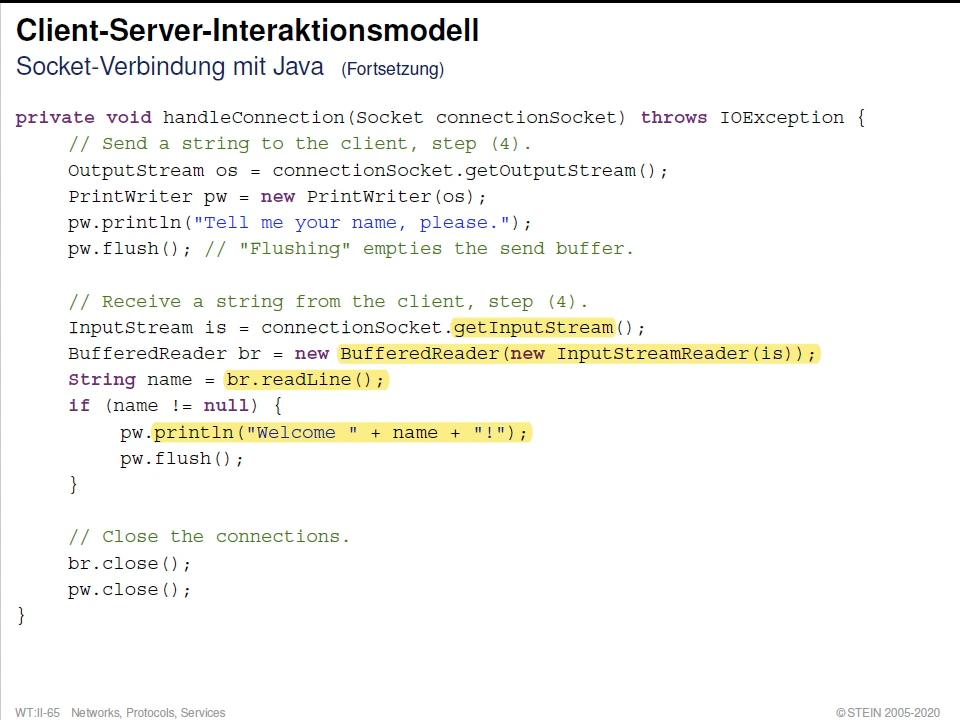 Client-Server-Interaktionsmodell
Socket-Verbindung mit Java (Fortsetzung)
private void handleConnection(Socket connectionSocket) throws IOException {
// Send a string to the client, step (4).
OutputStream os = connectionSocket.getOutputStream();
PrintWriter pw = new PrintWriter(os);
pw.println("Tell me your name, please.");
pw.flush(); // "Flushing" empties the send buffer.
// Receive a string from the client, step (4).
InputStream is = connectionSocket.getInputStream();
BufferedReader br = new BufferedReader(new InputStreamReader(is));
String name = br.readLine();
if (name != null) {
pw.println("Welcome " + name + "!");
pw.flush();
}
// Close the connections.
br.close();
pw.close();
}
WT:II-65 Networks, Protocols, Services
© STEIN 2005-2020